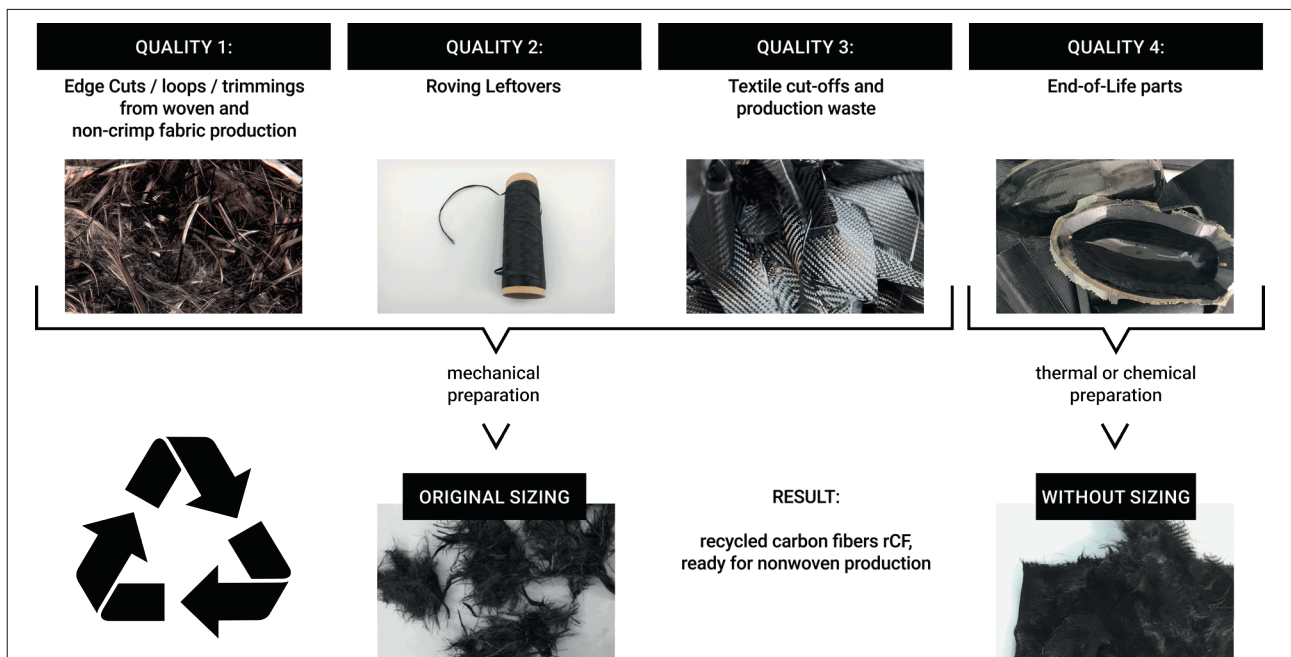 QUALITY 1:
Edge Cuts / loops / trimmings
from woven and
non-crimp fabric production
QUALITY 2:
Roving Leftovers
QUALITY 3:
Textile cut-offs and
production waste
QUALITY 4:
End-of-Life parts
mechanical
preparation
thermal or chemical
preparation
ORIGINAL SIZING
RESULT:
recycled carbon fibers rCF,
ready for nonwoven production
WITHOUT SIZING